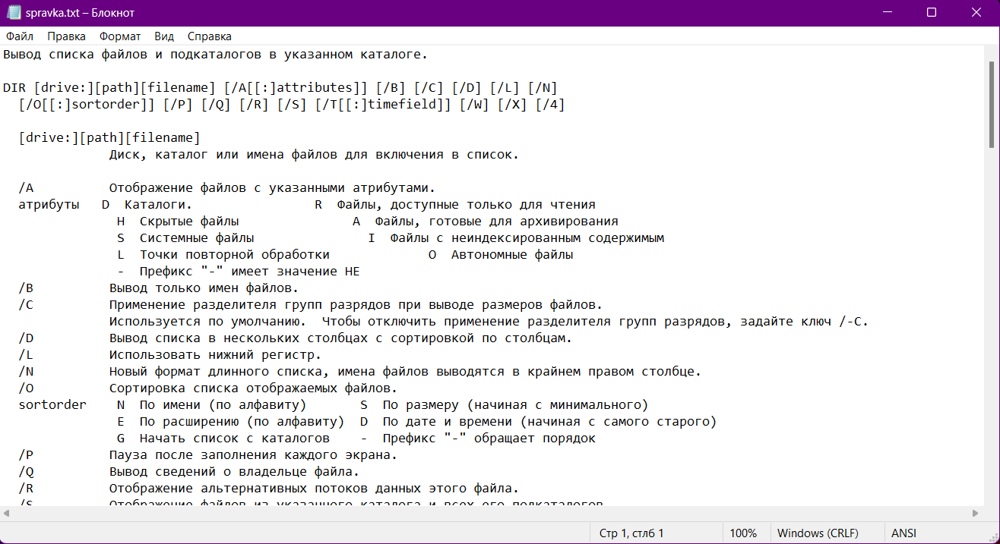 spravka.txt – Блокнот
Файл Правка Формат Вид Справка
Вывод списка файлов и подкаталогов в указанном каталоге.
DIR [drive:][path][filename] [/A[[:]attributes]] [/B] [/C] [/D] [/L] [/N]
[/O[[:]sortorder]] [/P] [/Q] [/R] [/S] [/T[[:]timefield]] [/W] [/X] [/4]
[drive:][path][filename]
Диск, каталог или имена файлов для включения в список.
/A Отображение файлов с указанными атрибутами.
атрибуты D Каталоги. R Файлы, доступные только для чтения
H Скрытые файлы A Файлы, готовые для архивирования
S Системные файлы I Файлы с неиндексированным содержимым
L Точки повторной обработки O Автономные файлы
- Префикс "-" имеет значение НЕ
/B Вывод только имен файлов.
/C Применение разделителя групп разрядов при выводе размеров файлов.
Используется по умолчанию. Чтобы отключить применение разделителя групп разрядов, задайте ключ /-C.
/D Вывод списка в нескольких столбцах с сортировкой по столбцам.
/L Использовать нижний регистр.
/N Новый формат длинного списка, имена файлов выводятся в крайнем правом столбце.
/O Сортировка списка отображаемых файлов.
sortorder N По имени (по алфавиту) S По размеру (начиная с минимального)
E По расширению (по алфавиту) D По дате и времени (начиная с самого старого)
G Начать список с каталогов - Префикс "-" обращает порядок
/P Пауза после заполнения каждого экрана.
/Q Вывод сведений о владельце файла.
/R Отображение альтернативных потоков данных этого файла.
/S Отображение файлов из указанного каталога и всех его подкаталогов.
Стр 1, стлб 1 100% Windows (CRLF) ANSI